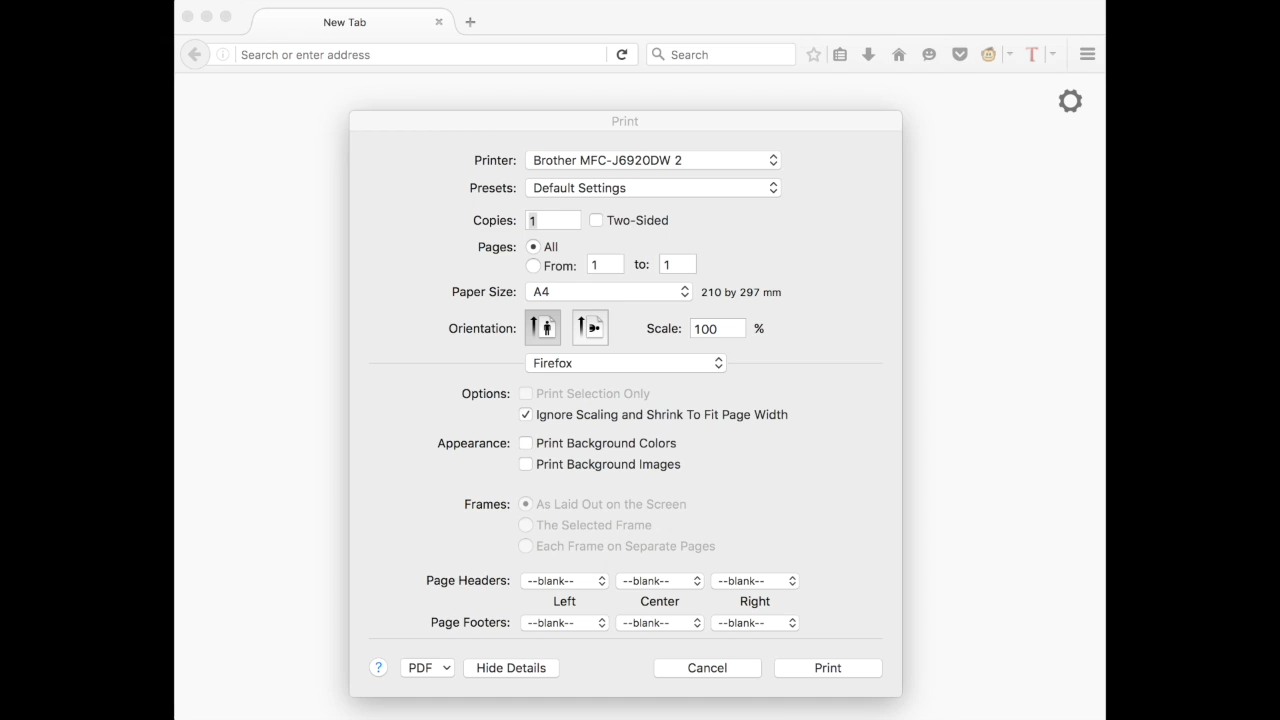 New Tab
Search or enter address
Search
T
Print
Printer: Brother MFC-J6920DW 2
Presets: Default Settings
Copies: 1 Two-Sided
Pages: All
From: 1 to: 1
Paper Size: A4 210 by 297 mm
Orientation: Scale: 100 %
Firefox
Options: Print Selection Only
Ignore Scaling and Shrink To Fit Page Width
Appearance: Print Background Colors
Print Background Images
Frames: As Laid Out on the Screen
The Selected Frame
Each Frame on Separate Pages
Page Headers: --blank-- --blank-- --blank--
Left Center Right
Page Footers: --blank-- --blank-- --blank--
? PDF Hide Details Cancel Print